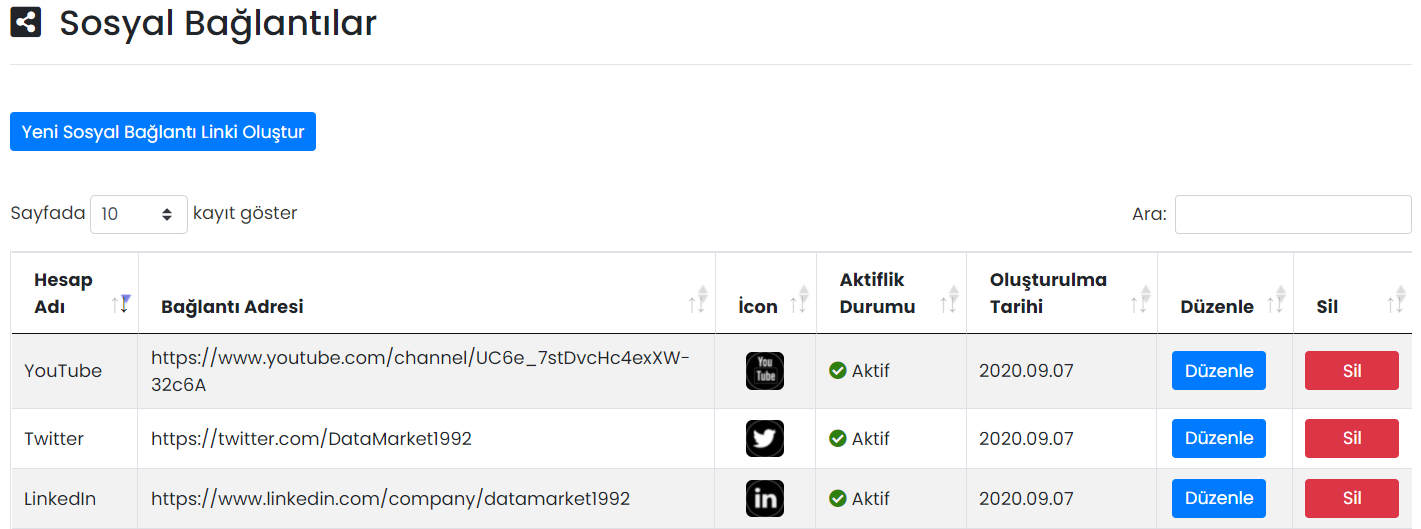 Sosyal Bağlantılar
Yeni Sosyal Bağlantı Linki Oluştur
Sayfada 10 kayıt göster
Ara:
Hesap Adı Bağlantı Adresi İcon Aktiflik Durumu Oluşturulma Tarihi Düzenle Sil
YouTube https://www.youtube.com/channel/UC6e_7stDvcHc4exXW-32c6A You Tube Aktif 2020.09.07 Düzenle Sil
Twitter https://twitter.com/DataMarket1992 Aktif 2020.09.07 Düzenle Sil
LinkedIn https://www.linkedin.com/company/datamarket1992 in Aktif 2020.09.07 Düzenle Sil